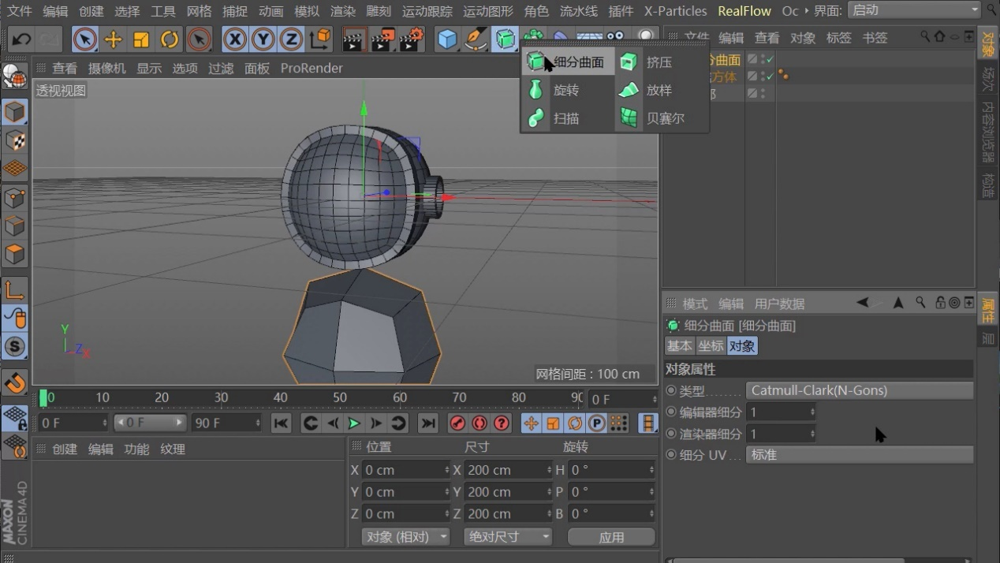 文件 编辑 创建 选择 工具 网格 捕捉 动画 模拟 渲染 雕刻 运动跟踪 运动图形 角色 流水线 插件 X-Particles RealFlow Oc 界面: 启动
X Y Z
文件 编辑 查看 对象 标签 书签
查看 摄像机 显示 选项 过滤 面板 ProRender
透视视图
细分曲面 挤压
旋转 放样
扫描 贝赛尔
分曲面
方体
对象
场次
内容浏览器
构造
Y
Z X
网格间距 : 100 cm
模式 编辑 用户数据
细分曲面 [细分曲面]
基本 坐标 对象
对象属性
类型 Catmull-Clark(N-Gons)
编辑器细分 1
渲染器细分 1
细分 UV 标准
属性
层
S
0 10 20 30 40 50 60 70 80 0 F
0 F 0 F 90 F P
创建 编辑 功能 纹理
位置 尺寸 旋转
X 0 cm X 200 cm H 0 °
Y 0 cm Y 200 cm P 0 °
Z 0 cm Z 200 cm B 0 °
对象 (相对) 绝对尺寸 应用
MAXON
CINEMA 4D